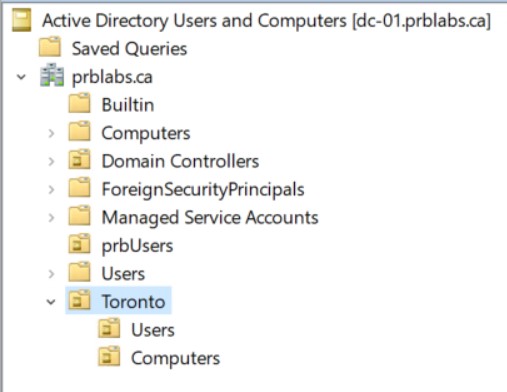 Active Directory Users and Computers [dc-01.prblabs.ca]
Saved Queries
prblabs.ca
Builtin
Computers
Domain Controllers
ForeignSecurityPrincipals
Managed Service Accounts
prbUsers
Users
Toronto
Users
Computers